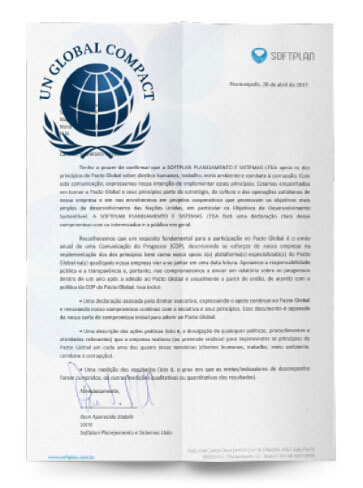 UN GLOBAL COMPACT
SOFTPLAN
Florianópolis, 26 de abril de 2017.
Tenho o prazer de confirmar que a SOFTPLAN PLANEJAMENTO E SISTEMAS LTDA apoia os dez
princípios do Pacto Global sobre direitos humanos, trabalho, meio ambiente e combate à corrupção. Com
esta comunicação, expressamos nossa intenção de implementar esses princípios. Estamos empenhados
em tornar o Pacto Global e seus princípios parte da estratégia, da cultura e das operações cotidianas de
nossa empresa e em nos envolvermos em projetos cooperativos que promovam os objetivos mais
amplos de desenvolvimento das Nações Unidas, em particular os Objetivos de Desenvolvimento
Sustentável. A SOFTPLAN PLANEJAMENTO E SISTEMAS LTDA fará uma declaração clara desse
compromisso com os interessados e o público em geral.
Reconhecemos que um requisito fundamental para a participação no Pacto Global é o envio
anual de uma Comunicação do Progresso (COP), descrevendo os esforços de nossa empresa na
implementação dos dez princípios bem como nosso apoio
Pacto
Global
qual nossa empresa vier a se juntar em uma data futura. Apoiamos a responsabilidade
pública e a transparência e, portanto, nos comprometemos a enviar um relatório sobre os progressos
dentro de um ano após a adesão ao Pacto Global e anualmente a partir de então, de acordo com a
política da COP do Pacto Global. Isso inclui:
• Uma declaração assinada pelo diretor executivo, expressando o apoio contínuo ao Pacto Global
e renovando nosso compromisso contínuo com a iniciativa e seus princípios. Esse documento é separado
da nossa carta de compromisso inicial para aderir ao Pacto Global.
• Uma descrição das ações práticas (isto é, a divulgação de quaisquer políticas, procedimentos e
atividades relevantes) que a empresa realizou (ou pretende realizar) para implementar os princípios do
Pacto Global em cada uma das quatro áreas temáticas (direitos humanos, trabalho, meio ambiente,
combate à corrupção).
• Uma medição dos resultados (isto é, o grau em que as metas/indicadores de desempenho
foram cumpridos, ou outras medições qualitativas ou quantitativas dos resultados).
Atenciosamente,
Ilson Aparecido Stabile
Sócio
Softplan Planejamento e Sistemas Ltda.
www.softplan.com.br